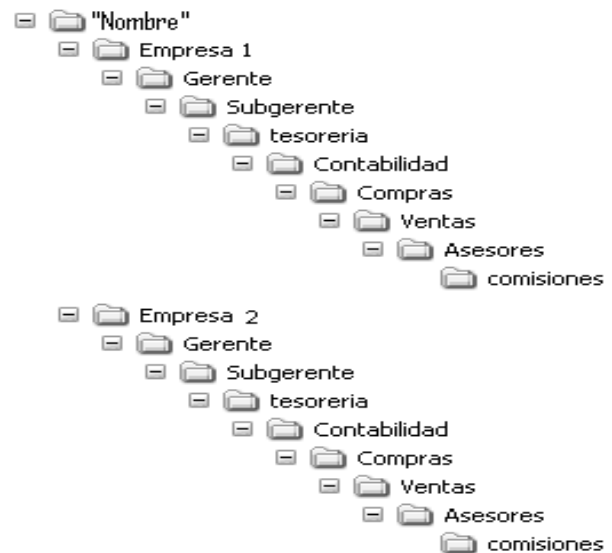 "Nombre"
Empresa 1
Gerente
Subgerente
tesoreria
Contabilidad
Compras
Ventas
Asesores
comisiones
Empresa 2
Gerente
Subgerente
tesoreria
Contabilidad
Compras
Ventas
Asesores
comisiones